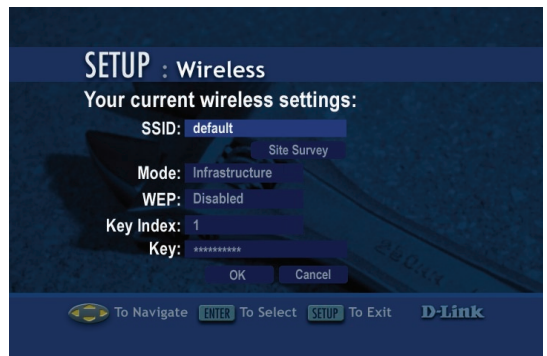 SETUP : Wireless
Your current wireless settings:
SSID: default
Site Survey
Mode: Infrastructure
WEP: Disabled
Key Index: 1
Key: **********
OK Cancel
To Navigate ENTER To Select SETUP To Exit D-Link